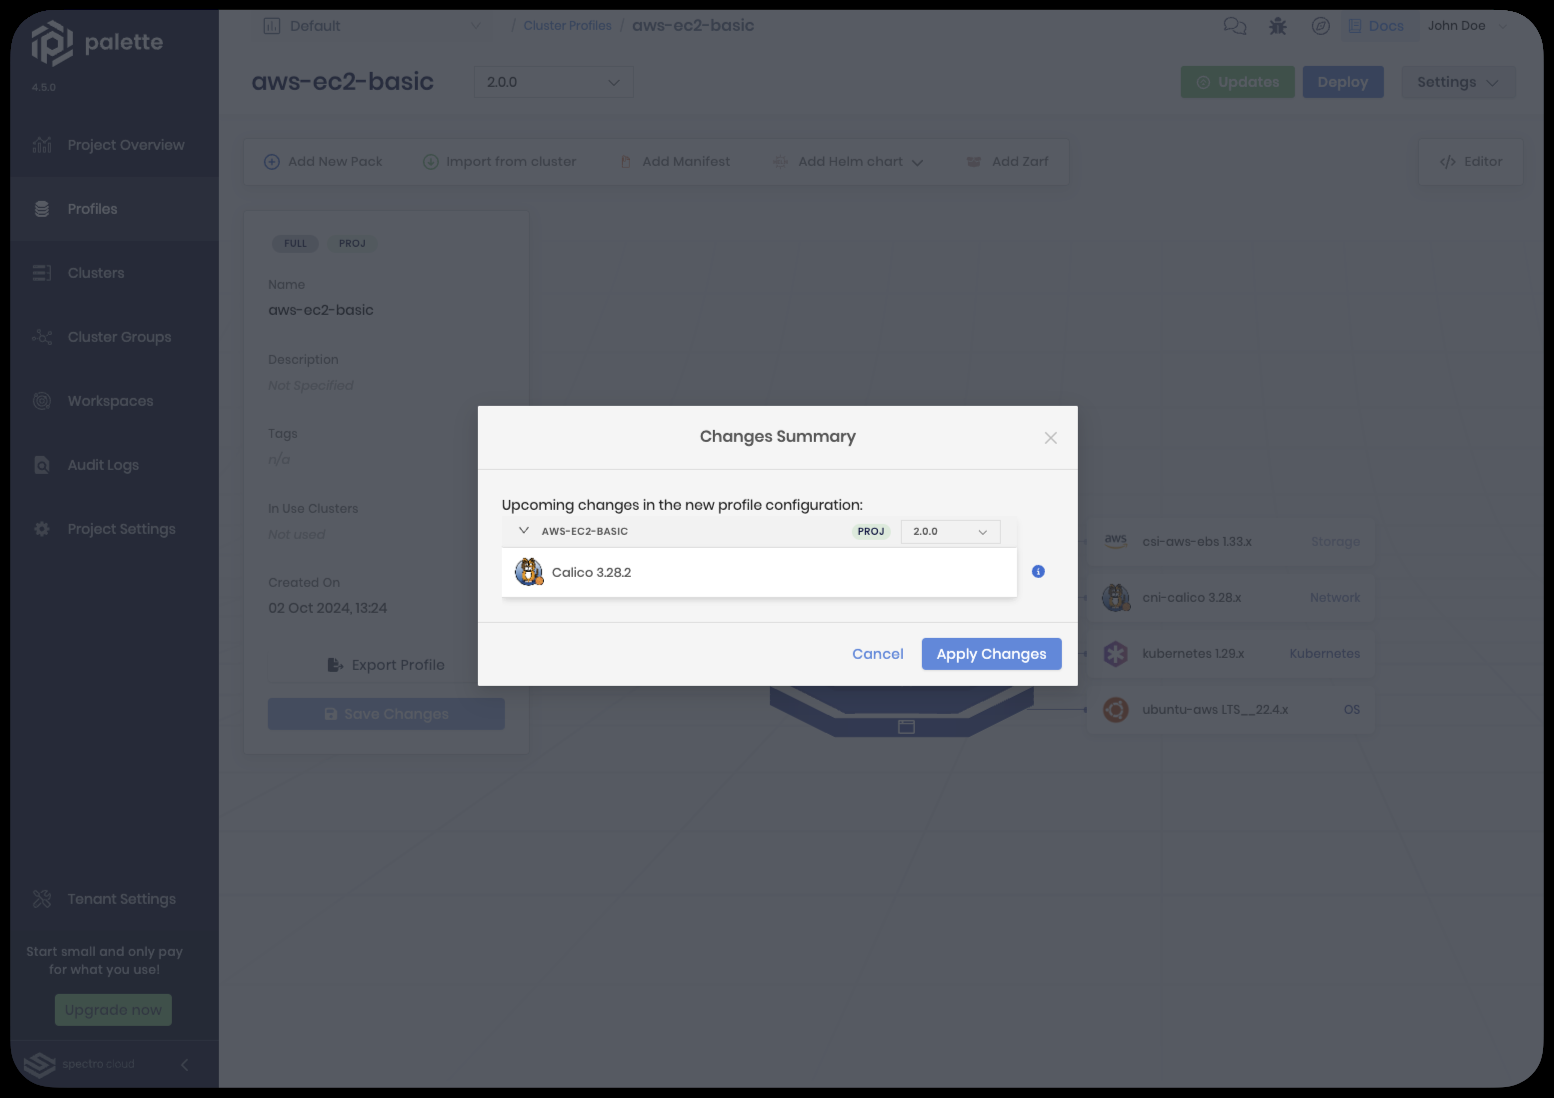 palette
4.5.0
Project Overview
Profiles
Clusters
Cluster Groups
Workspaces
Audit Logs
Project Settings
Tenant Settings
Start small and only pay
for what you use!
Upgrade now
spectro cloud
Default
/ Cluster Profiles / aws-ec2-basic
Docs
John Doe
aws-ec2-basic
2.0.0
Updates
Deploy
Settings
Add New Pack
Import from cluster
Add Manifest
Add Helm chart
Add Zarf
</> Editor
FULL
PROJ
Name
aws-ec2-basic
Description
Not Specified
Tags
n/a
In Use Clusters
Not used
Created On
02 Oct 2024, 13:24
Export Profile
Save Changes
Changes Summary
Upcoming changes in the new profile configuration:
AWS-EC2-BASIC
PROJ
2.0.0
Calico 3.28.2
Cancel
Apply Changes
aws
csi-aws-ebs 1.33.x
Storage
cni-calico 3.28.x
Network
kubernetes 1.29.x
Kubernetes
ubuntu-aws LTS__22.4.x
OS